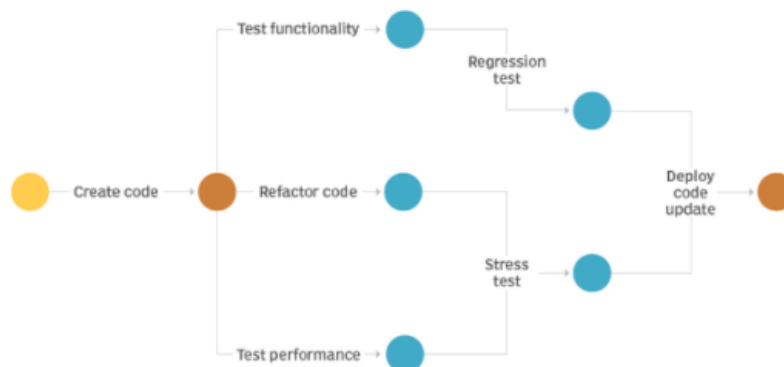 Test functionality
Regression
test
Create code
Refactor code
Deploy
code
update
Stress
test
Test performance